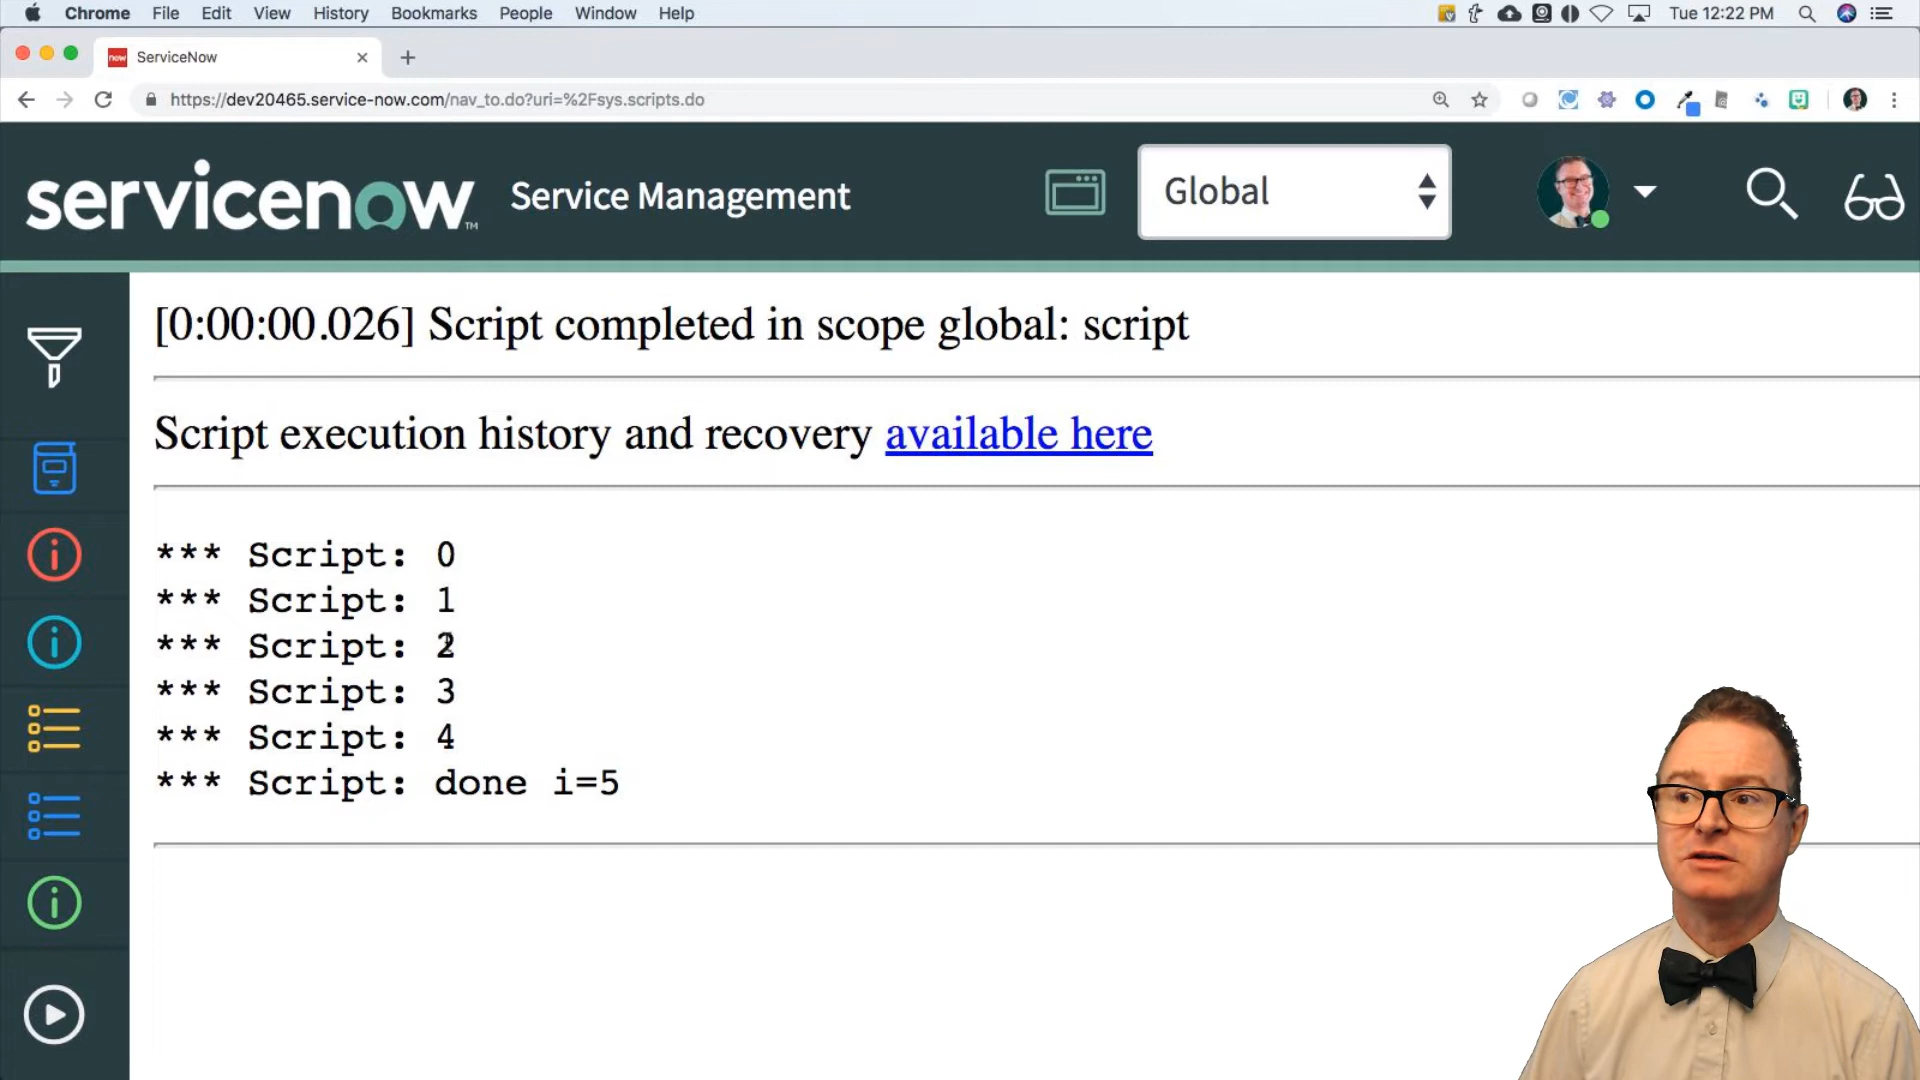 Chrome File Edit View History Bookmarks People Window Help Tue 12:22 PM
now ServiceNow
https://dev20465.service-now.com/nav_to.do?uri=%2Fsys.scripts.do
servicenow™ Service Management Global
[0:00:00.026] Script completed in scope global: script
Script execution history and recovery available here
*** Script: 0
*** Script: 1
*** Script: 2
*** Script: 3
*** Script: 4
*** Script: done i=5